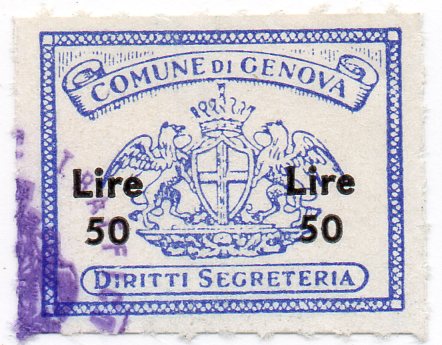 COMUNE DI GENOVA
Lire Lire
50 50
DIRITTI SEGRETERIA